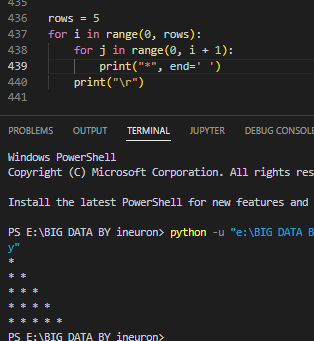 435
436 rows = 5
437 for i in range(0, rows):
438     for j in range(0, i + 1):
439         print("*", end=' ')
440     print("\r")
441
PROBLEMS OUTPUT TERMINAL JUPYTER DEBUG CONSOLE
Windows PowerShell
Copyright (C) Microsoft Corporation. All rights res
Install the latest PowerShell for new features and
PS E:\BIG DATA BY ineuron> python -u "e:\BIG DATA B
y"
*
* *
* * *
* * * *
* * * * *
PS E:\BIG DATA BY ineuron>